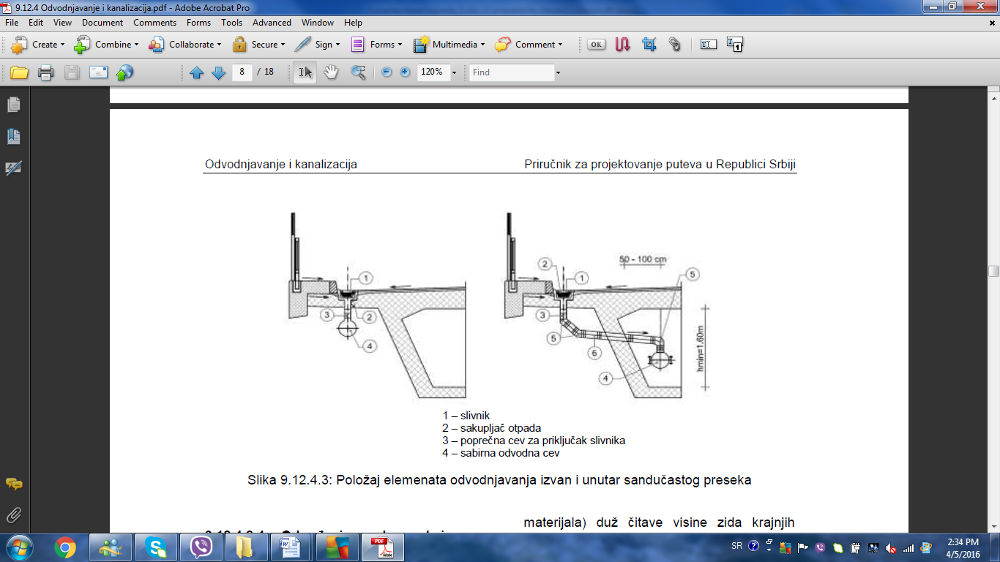 9.12.4 Odvodnjavanje i kanalizacija.pdf - Adobe Acrobat Pro
File Edit View Document Comments Forms Tools Advanced Window Help
Create Combine Collaborate Secure Sign Forms Multimedia Comment OK
8 / 18 120% Find
Odvodnjavanje i kanalizacija Priručnik za projektovanje puteva u Republici Srbiji
1
3
2
4
2
1
50 - 100 cm
5
3
5
6
4
hmin=1,60m
1 – slivnik
2 – sakupljač otpada
3 – poprečna cev za priključak slivnika
4 – sabirna odvodna cev
Slika 9.12.4.3: Položaj elemenata odvodnjavanja izvan i unutar sandučastog preseka
materijala) duž čitave visine zida krajnjih
SR 2:34 PM
4/5/2016